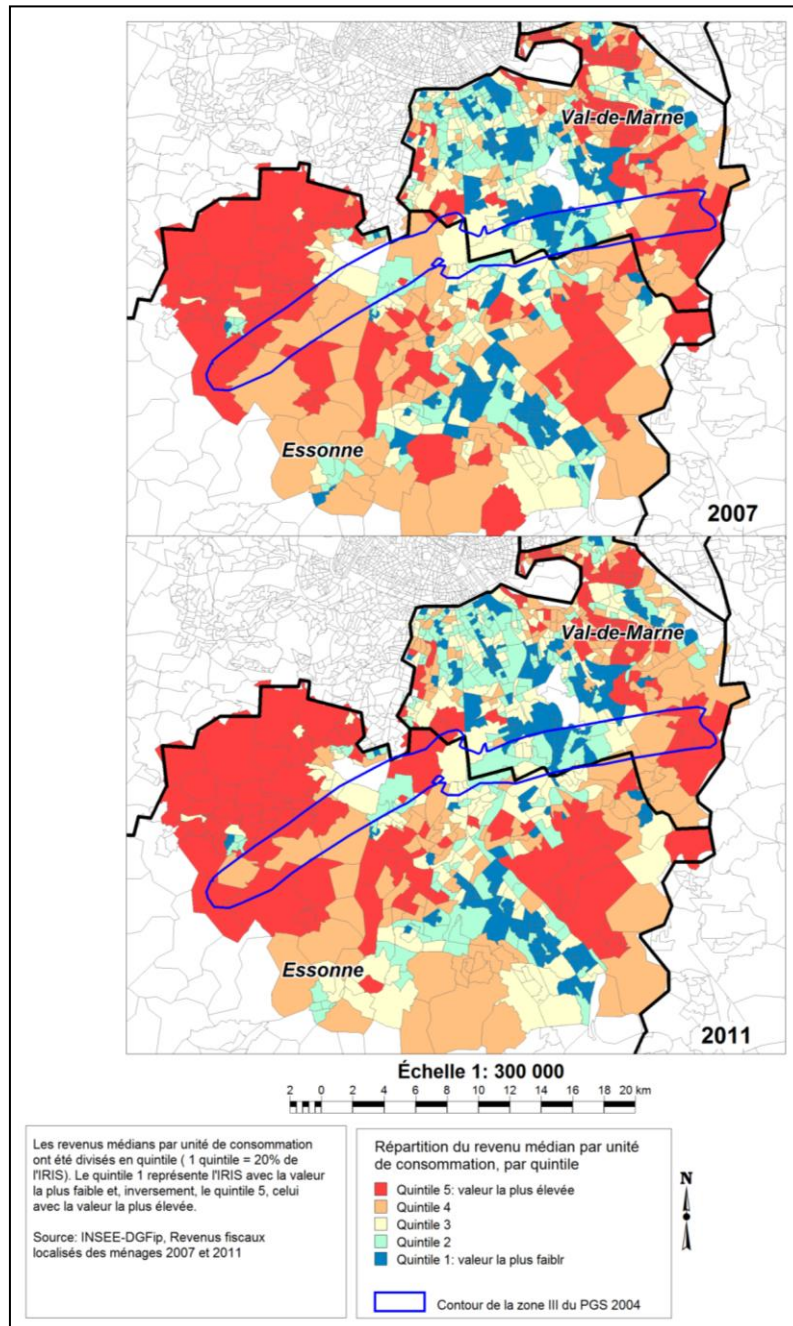 Val-de-Marne
Essonne
2007
Val-de-Marne
Essonne
2011
Échelle 1: 300 000
2 0 2 4 6 8 10 12 14 16 18 20 km
Les revenus médians par unité de consommation
ont été divisés en quintile ( 1 quintile = 20% de
l'IRIS). Le quintile 1 représente l'IRIS avec la valeur
la plus faible et, inversement, le quintile 5, celui
avec la valeur la plus élevée.
Source: INSEE-DGFip, Revenus fiscaux
localisés des ménages 2007 et 2011
Répartition du revenu médian par unité
de consommation, par quintile
Quintile 5: valeur la plus élevée
Quintile 4
Quintile 3
Quintile 2
Quintile 1: valeur la plus faiblr
Contour de la zone III du PGS 2004
N